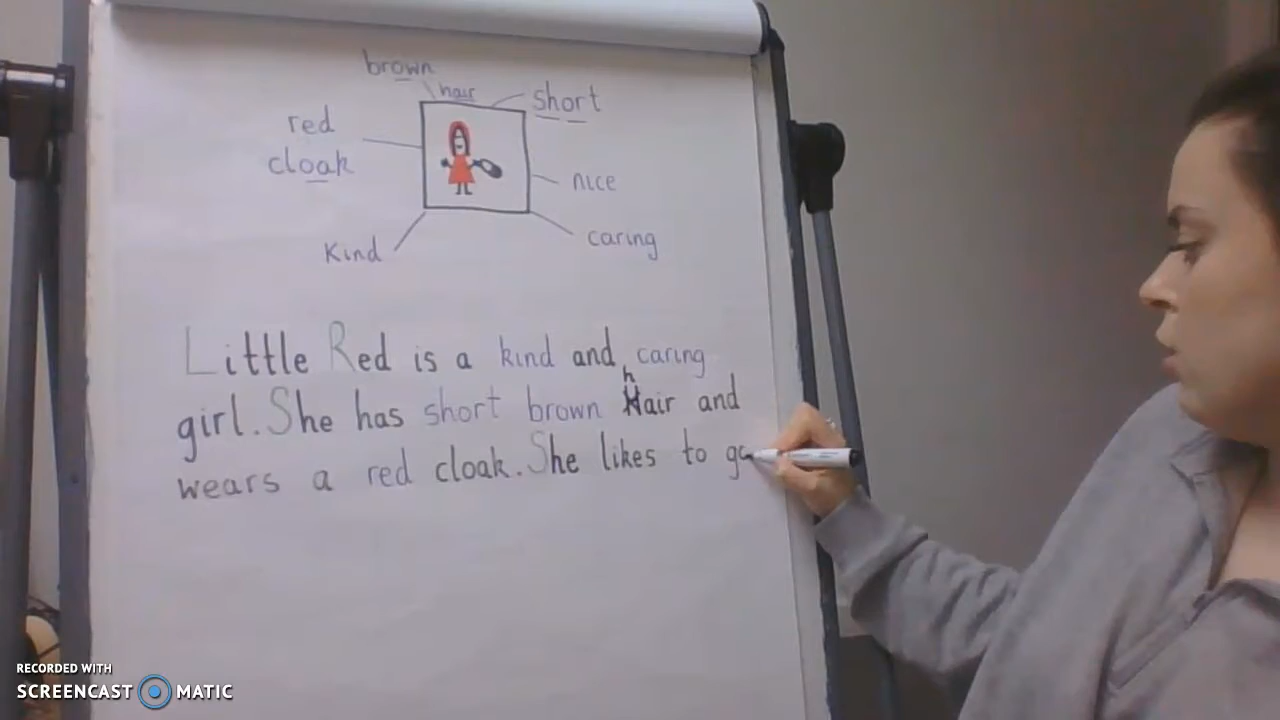 brown
hair
short
red
cloak
nice
kind
caring
Little Red is a kind and caring
girl. She has short brown hair and
wears a red cloak. She likes to go
RECORDED WITH
SCREENCAST MATIC